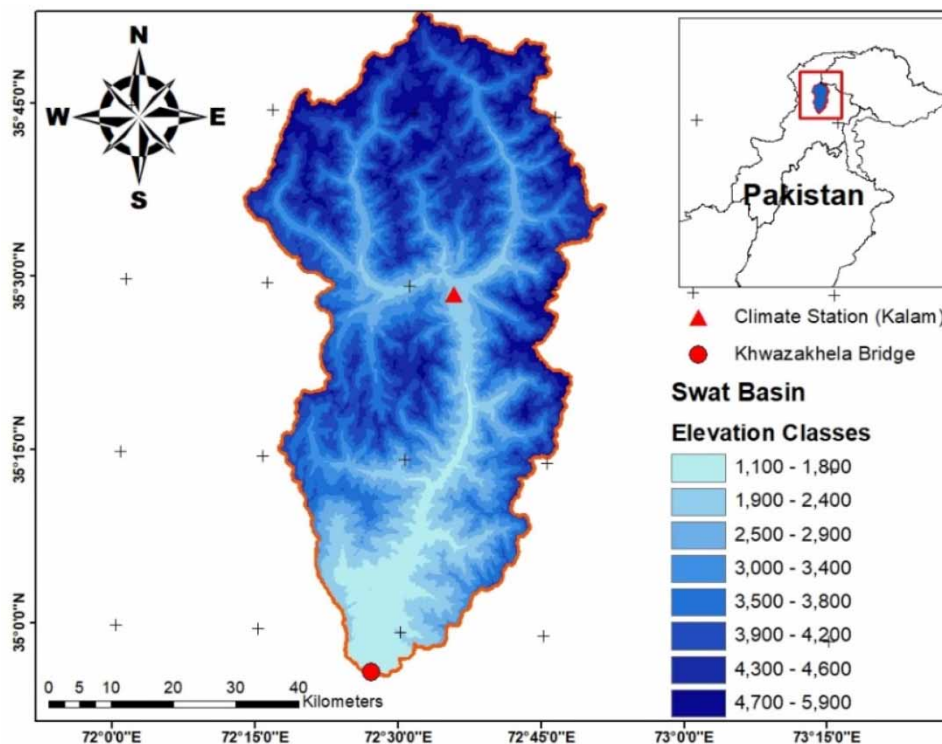 N
W E
S
Pakistan
Climate Station (Kalam)
Khwazakhela Bridge
Swat Basin
Elevation Classes
1,100 - 1,800
1,900 - 2,400
2,500 - 2,900
3,000 - 3,400
3,500 - 3,800
3,900 - 4,200
4,300 - 4,600
4,700 - 5,900
35°45'0"N
35°30'0"N
35°15'0"N
35°0'0"N
0 5 10 20 30 40
Kilometers
72°0'0"E 72°15'0"E 72°30'0"E 72°45'0"E 73°0'0"E 73°15'0"E